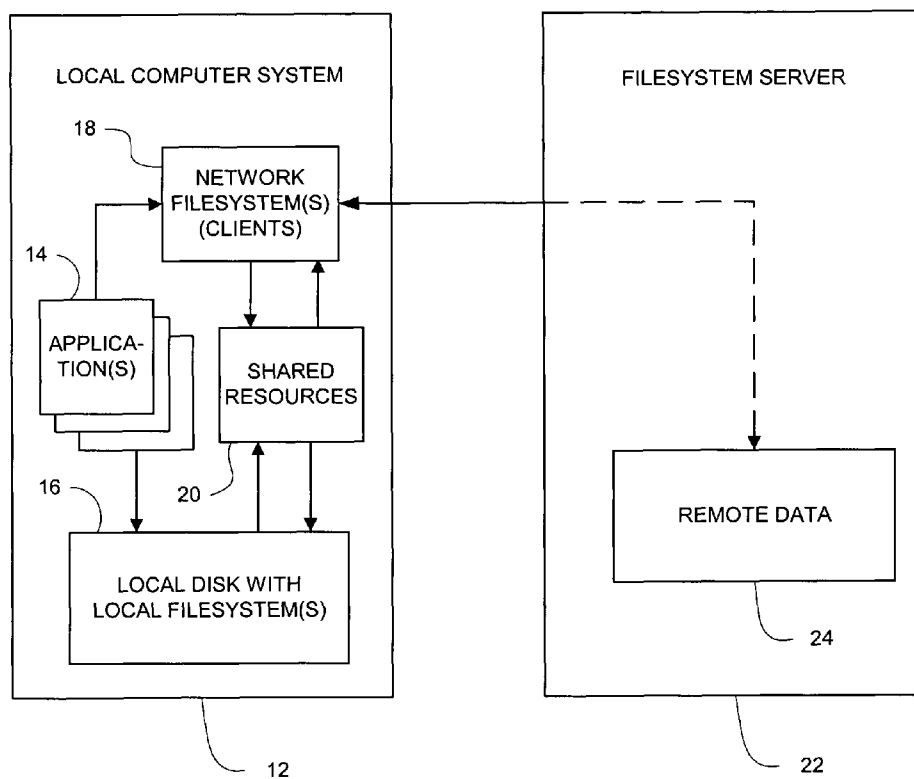 LOCAL COMPUTER SYSTEM
18
NETWORK
FILESYSTEM(S)
(CLIENTS)
14
APPLICA-
TION(S)
SHARED
RESOURCES
20
16
LOCAL DISK WITH
LOCAL FILESYSTEM(S)
12
FILESYSTEM SERVER
REMOTE DATA
24
22